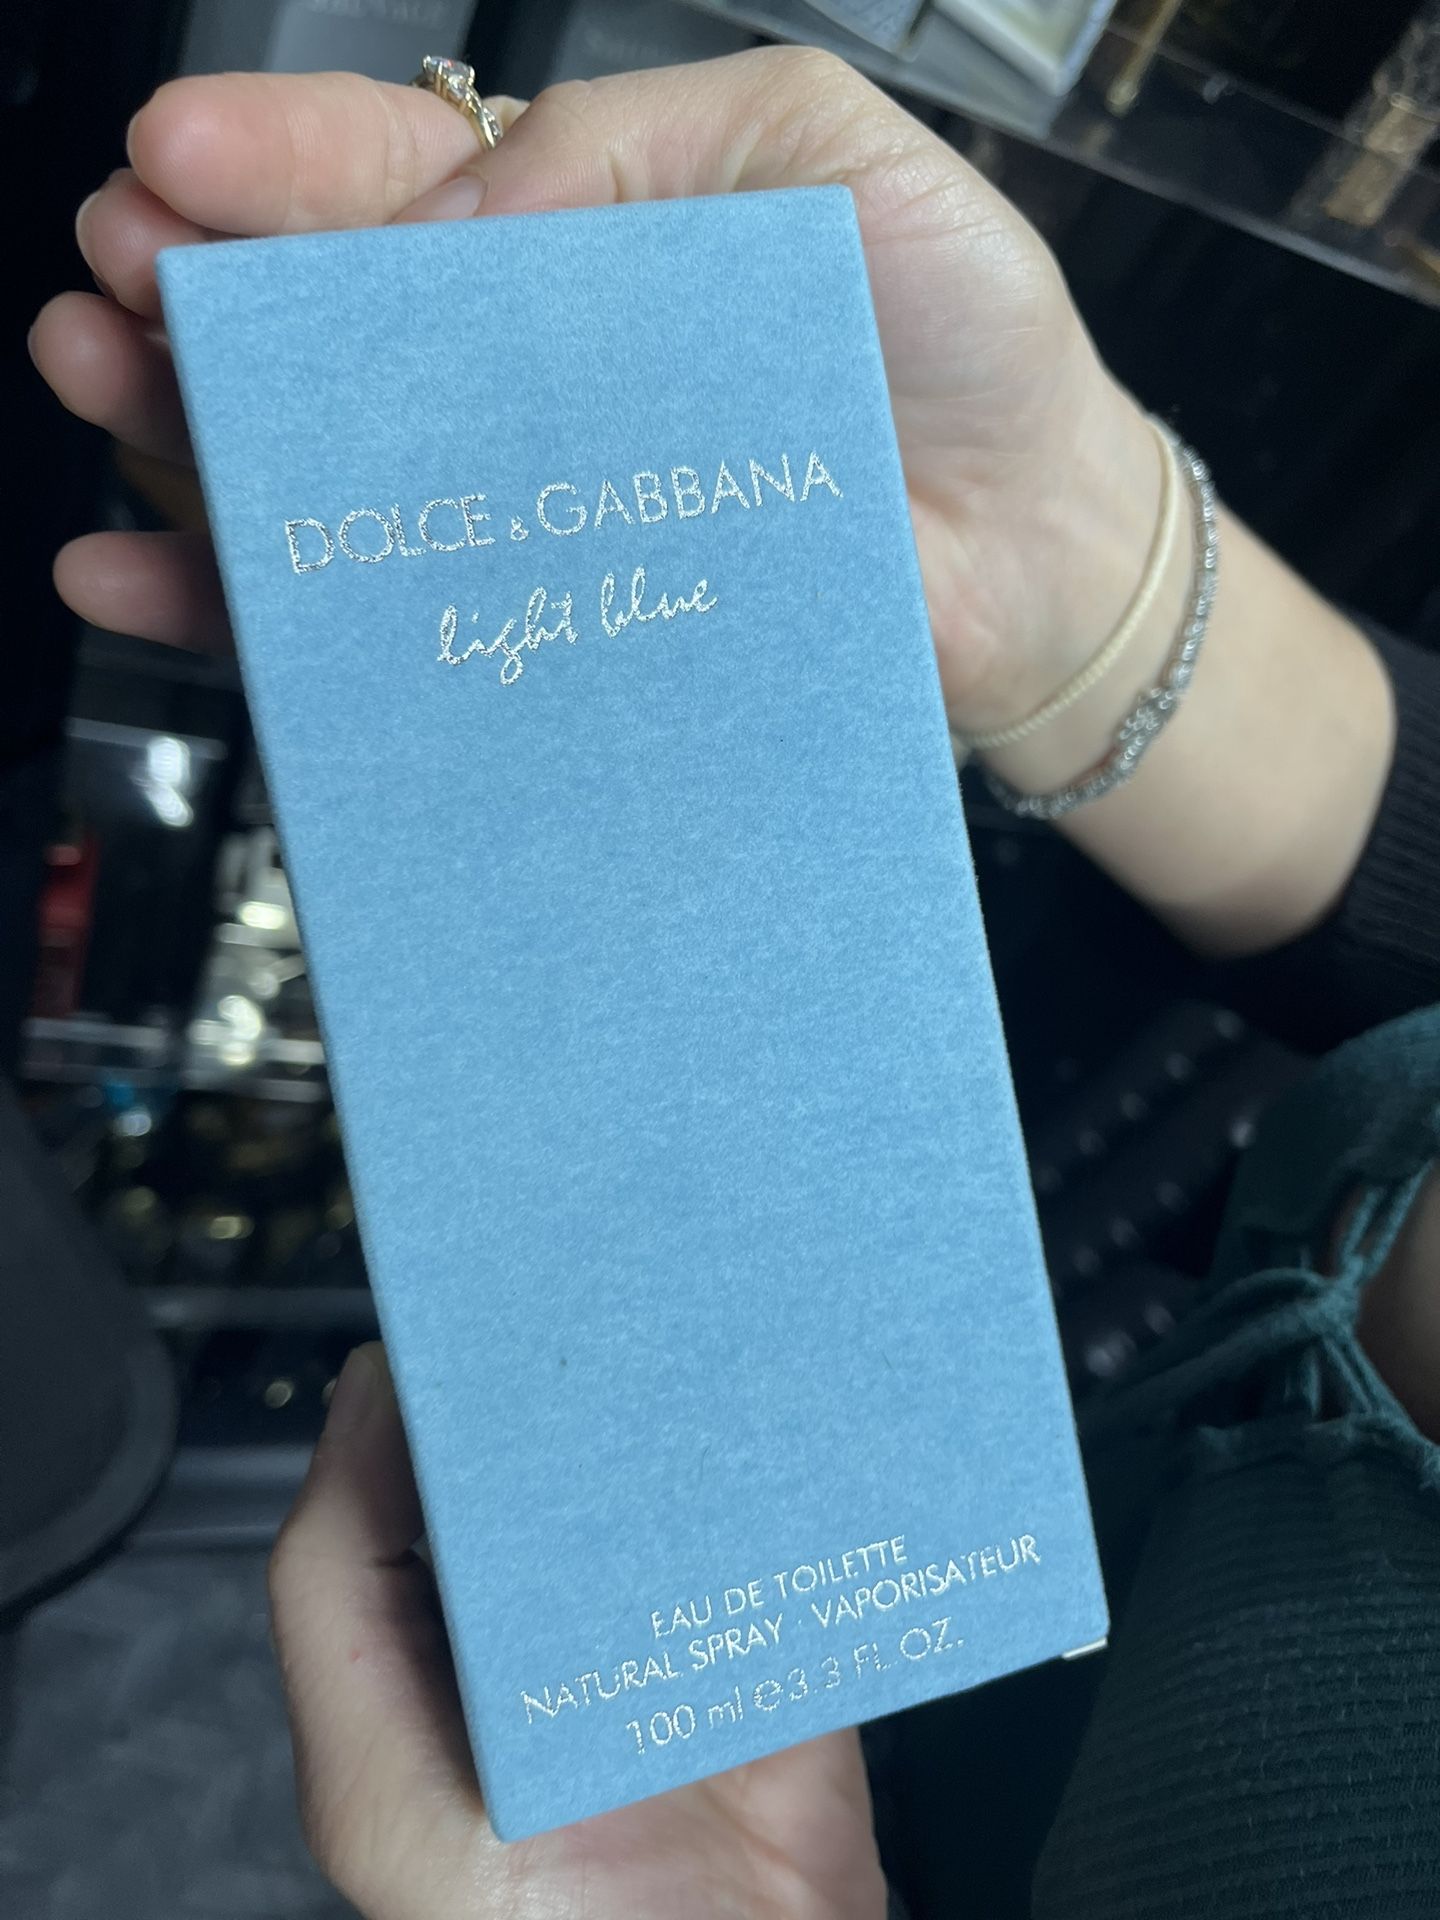 DOLCE & GABBANA
light blue
EAU DE TOILETTE
NATURAL SPRAY · VAPORISATEUR
100 ml ℮ 3.3 FL.OZ.